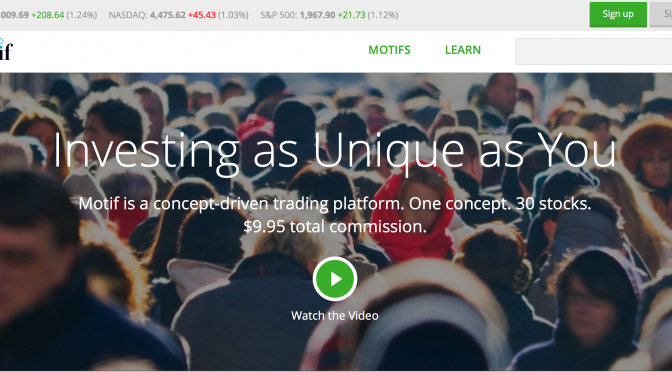 009.69 +208.64 (1.24%) NASDAQ: 4,475.62 +45.43 (1.03%) S&P 500: 1,967.90 +21.73 (1.12%) Sign up Si
if MOTIFS LEARN
Investing as Unique as You
Motif is a concept-driven trading platform. One concept. 30 stocks.
$9.95 total commission.
Watch the Video